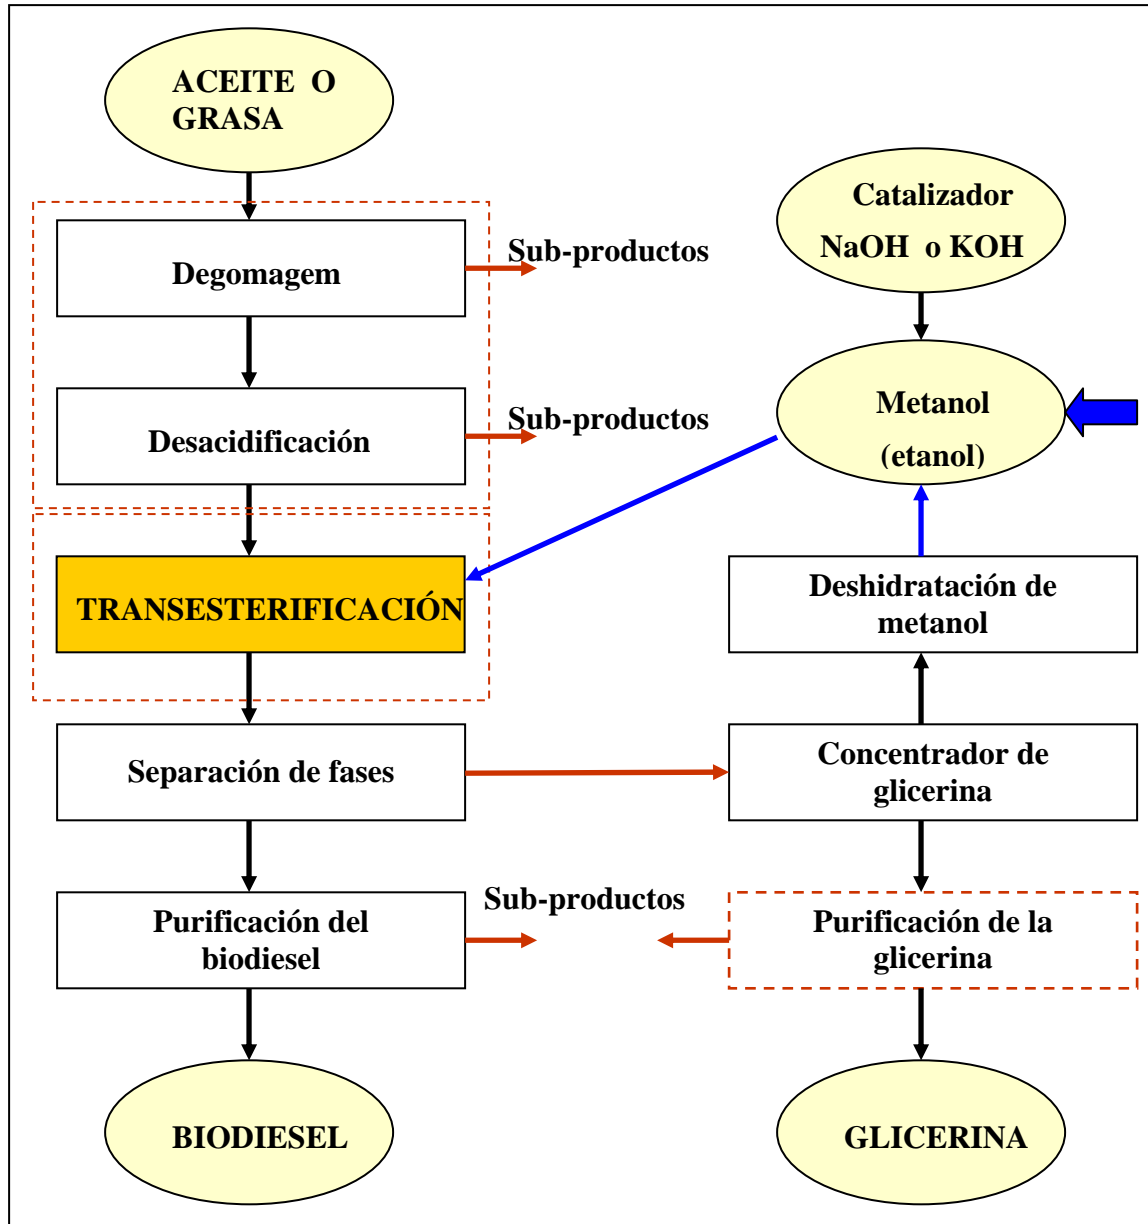 ACEITE O
GRASA
Catalizador
NaOH o KOH
Sub-productos
Degomagem
Metanol
(etanol)
Sub-productos
Desacidificación
Deshidratación de
metanol
TRANSESTERIFICACIÓN
Separación de fases
Concentrador de
glicerina
Sub-productos
Purificación del
biodiesel
Purificación de la
glicerina
BIODIESEL
GLICERINA